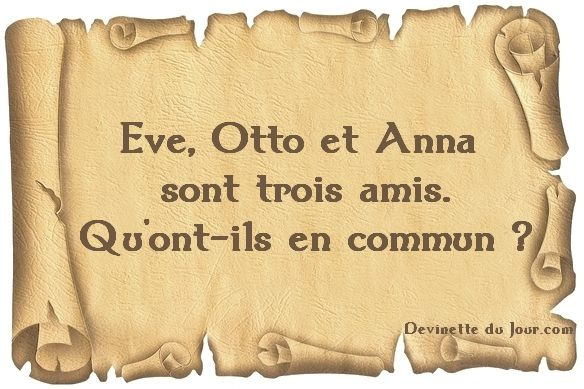 Eve, Otto et Anna
sont trois amis.
Qu'ont-ils en commun ?
Devinette du Jour.com